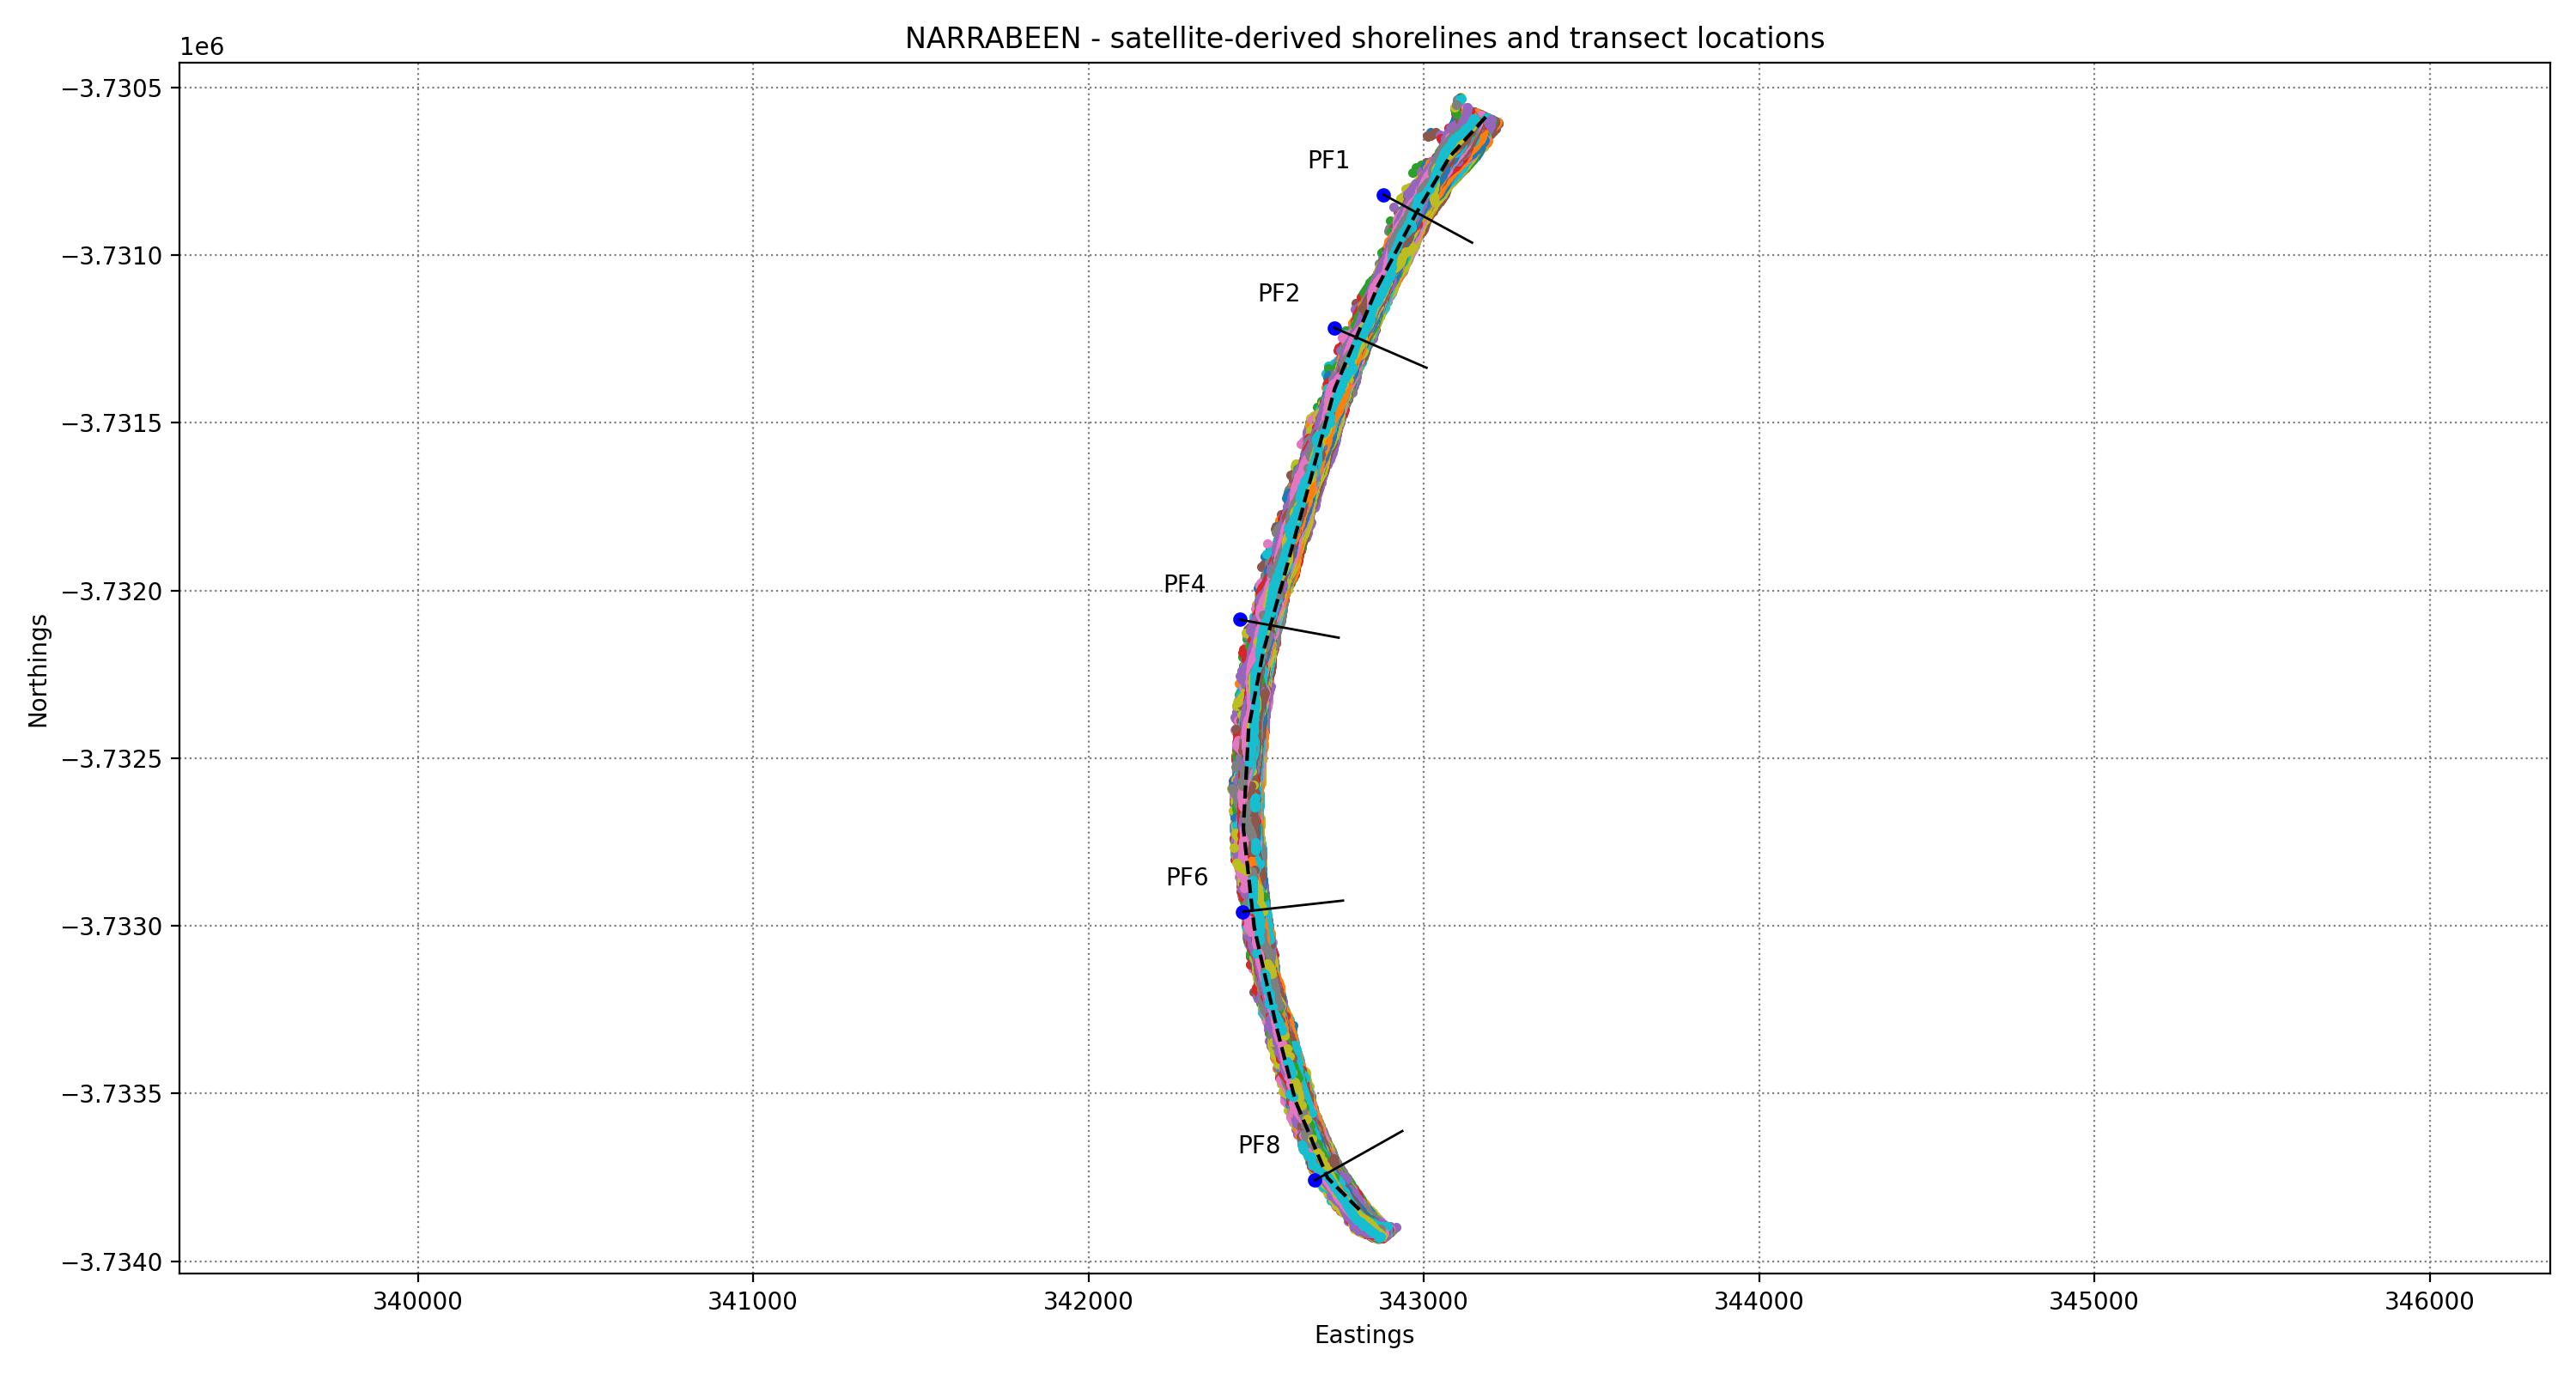 NARRABEEN - satellite-derived shorelines and transect locations
1e6
−3.7305
−3.7310
−3.7315
−3.7320
−3.7325
−3.7330
−3.7335
−3.7340
Northings
PF1
PF2
PF4
PF6
PF8
340000 341000 342000 343000 344000 345000 346000
Eastings